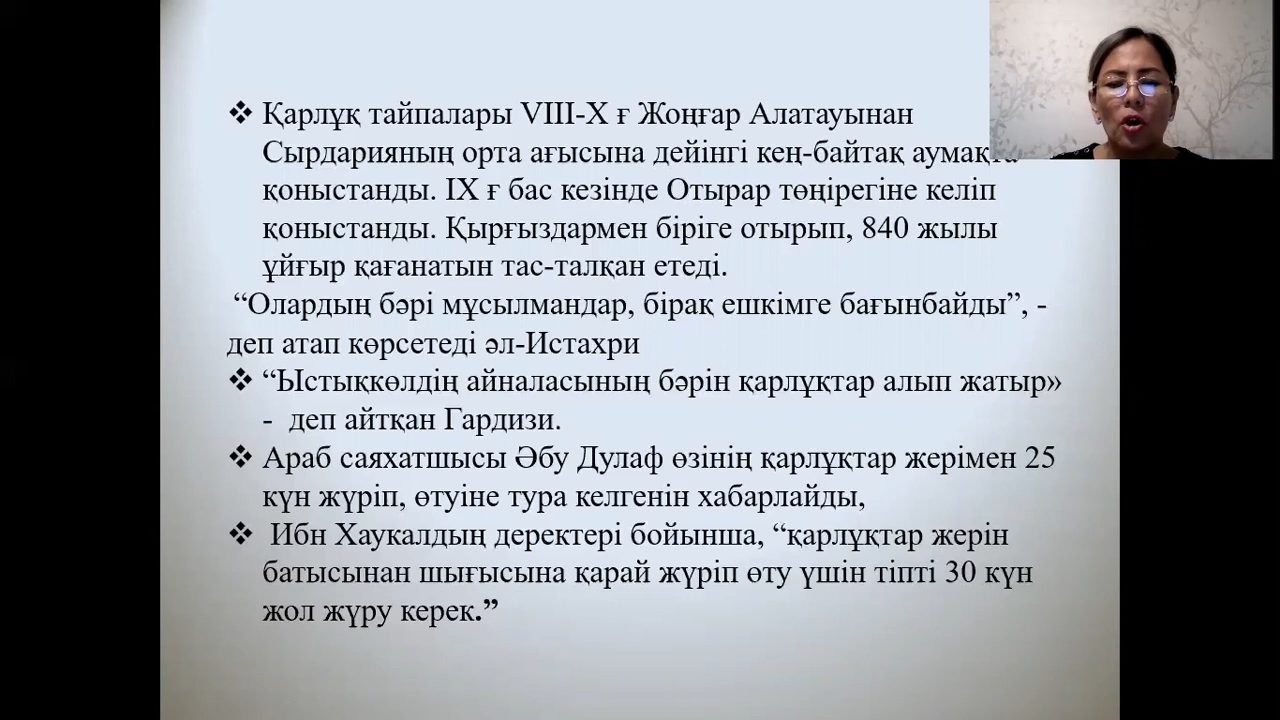 ❖ Қарлұқ тайпалары VIII-X ғ Жоңғар Алатауынан
Сырдарияның орта ағысына дейінгі кең-байтақ
қоныстанды. IX ғ бас кезінде Отырар төңірегіне келіп
қоныстанды. Қырғыздармен біріге отырып, 840 жылы
ұйғыр қағанатын тас-талқан етеді.
“Олардың бәрі мұсылмандар, бірақ ешкімге бағынбайды”, -
деп атап көрсетеді әл-Истахри
❖ “Ыстықкөлдің айналасының бәрін қарлұқтар алып жатыр»
- деп айтқан Гардизи.
❖ Араб саяхатшысы Әбу Дулаф өзінің қарлұқтар жерімен 25
күн жүріп, өтуіне тура келгенін хабарлайды,
❖ Ибн Хаукалдың деректері бойынша, “қарлұқтар жерін
батысынан шығысына қарай жүріп өту үшін тіпті 30 күн
жол жүру керек.”